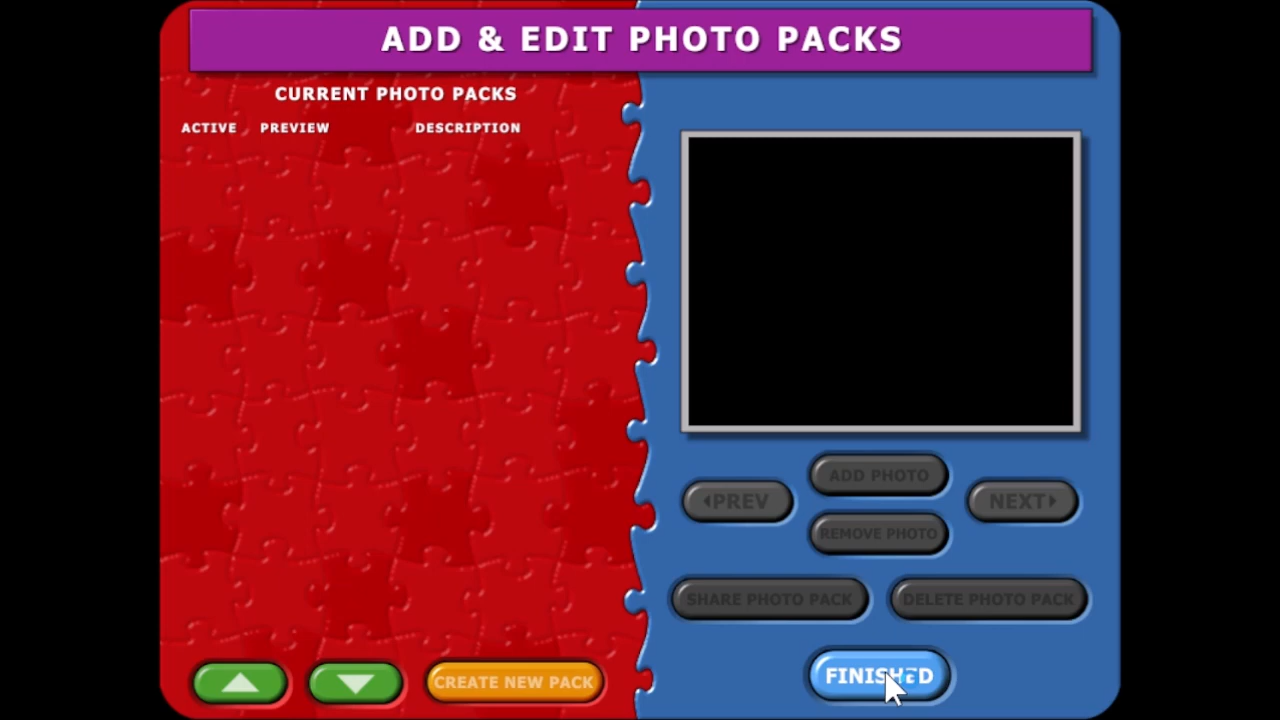 ADD & EDIT PHOTO PACKS
CURRENT PHOTO PACKS
ACTIVE PREVIEW DESCRIPTION
ADD PHOTO
PREV
NEXT
REMOVE PHOTO
SHARE PHOTO PACK
DELETE PHOTO PACK
CREATE NEW PACK
FINISHED